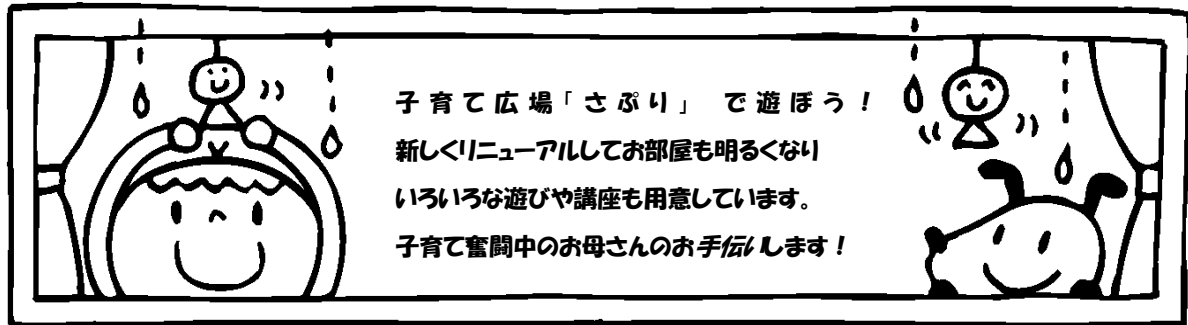 子育て広場「さぷり」 で遊ぼう！
新しくリニューアルしてお部屋も明るくなり
いろいろな遊びや講座も用意しています。
子育て奮闘中のお母さんのお手伝いします！